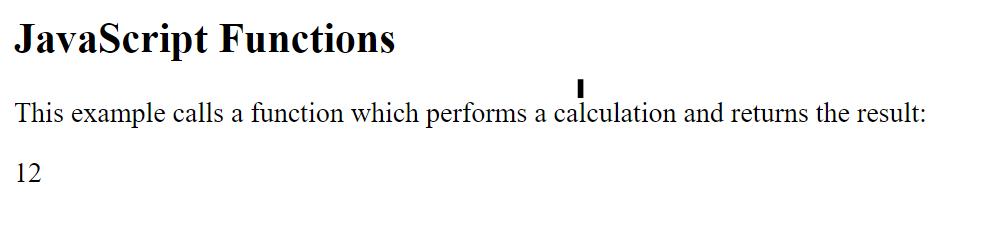 JavaScript Functions
This example calls a function which performs a calculation and returns the result:
12